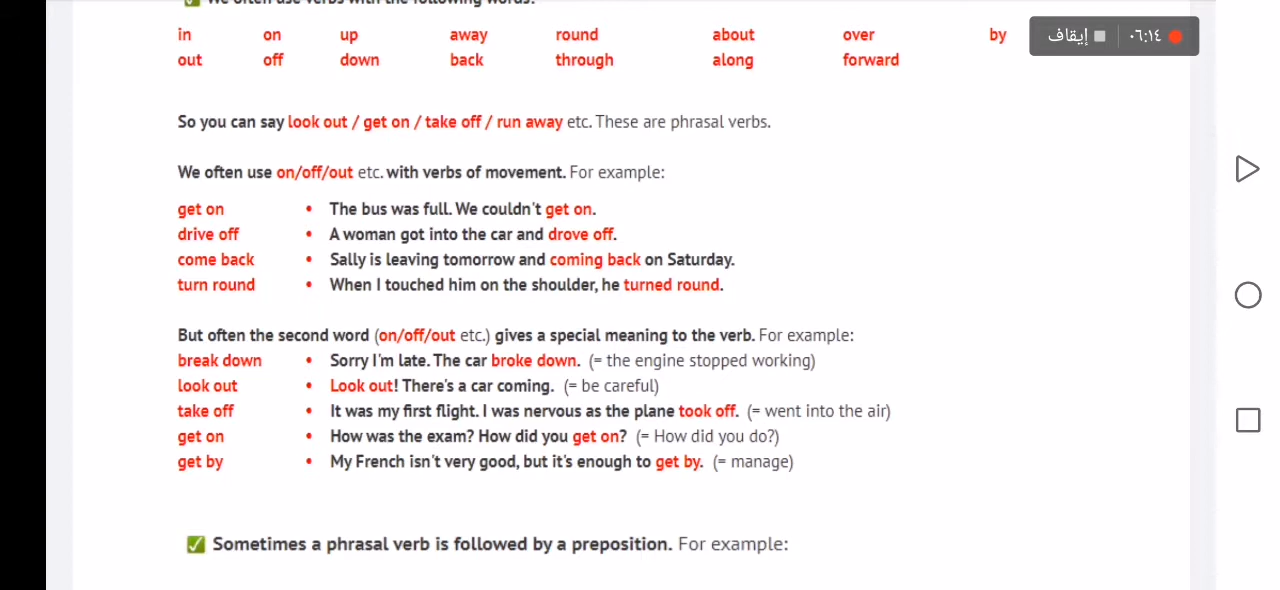 We often use verbs with the following words:
in on up away round about over by
out off down back through along forward
٠٦:١٤ إيقاف
So you can say look out / get on / take off / run away etc. These are phrasal verbs.
We often use on/off/out etc. with verbs of movement. For example:
get on • The bus was full. We couldn't get on.
drive off • A woman got into the car and drove off.
come back • Sally is leaving tomorrow and coming back on Saturday.
turn round • When I touched him on the shoulder, he turned round.
But often the second word (on/off/out etc.) gives a special meaning to the verb. For example:
break down • Sorry I'm late. The car broke down. (= the engine stopped working)
look out • Look out! There's a car coming. (= be careful)
take off • It was my first flight. I was nervous as the plane took off. (= went into the air)
get on • How was the exam? How did you get on? (= How did you do?)
get by • My French isn't very good, but it's enough to get by. (= manage)
✅ Sometimes a phrasal verb is followed by a preposition. For example: